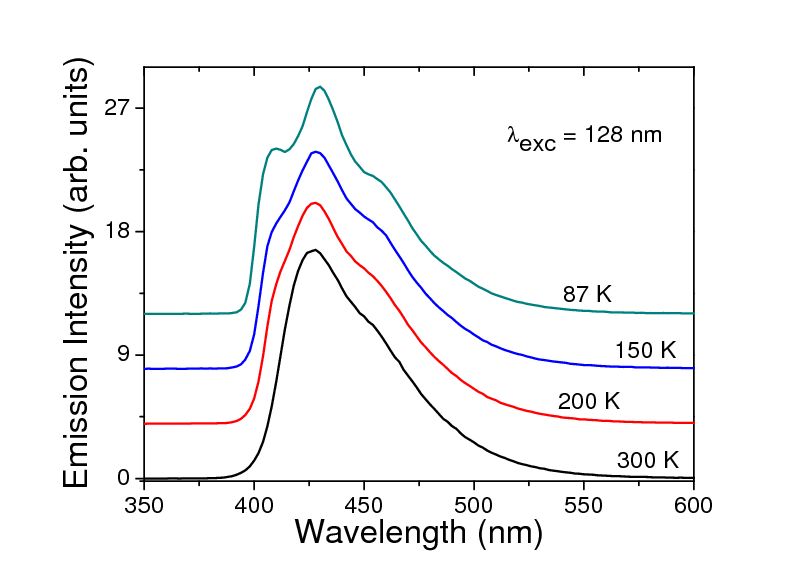 Emission Intensity (arb. units)
27
18
9
0
λexc = 128 nm
87 K
150 K
200 K
300 K
350 400 450 500 550 600
Wavelength (nm)